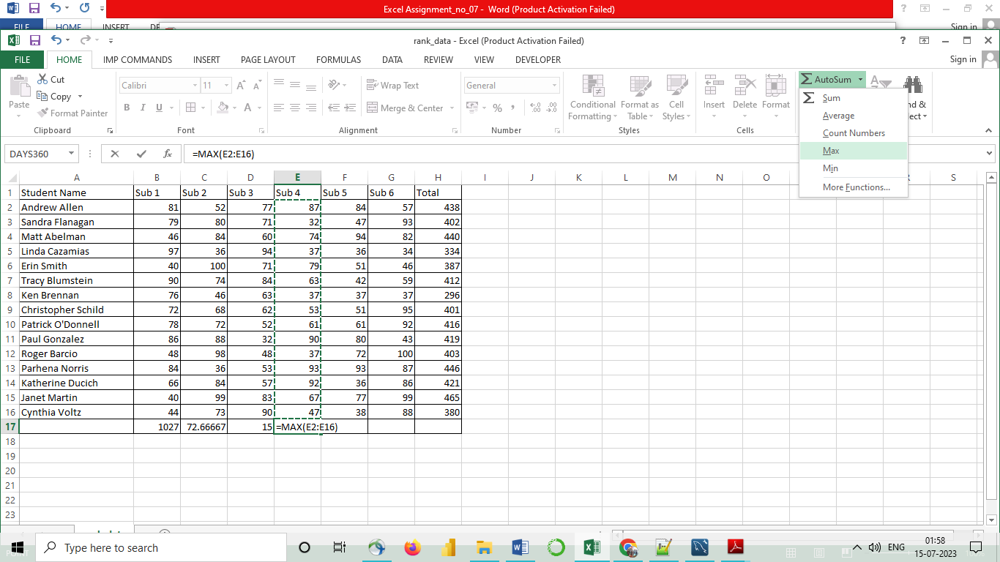 Excel Assignment_no_07 - Word (Product Activation Failed)
?
FILE HOME INSERT DE Sign in
rank_data - Excel (Product Activation Failed)
?
FILE HOME IMP COMMANDS INSERT PAGE LAYOUT FORMULAS DATA REVIEW VIEW DEVELOPER Sign in
Paste
Cut
Copy
Format Painter
Clipboard
Calibri 11
B I U
Font
Wrap Text
Merge & Center
Alignment
General
Number
Conditional Formatting
Format as Table
Cell Styles
Styles
Insert Delete Format
Cells
AutoSum
Sum
Average
Count Numbers
Max
Min
More Functions...
DAYS360 =MAX(E2:E16)
A B C D E F G H I J K L M N O R S
1 Student Name Sub 1 Sub 2 Sub 3 Sub 4 Sub 5 Sub 6 Total
2 Andrew Allen 81 52 77 87 84 57 438
3 Sandra Flanagan 79 80 71 32 47 93 402
4 Matt Abelman 46 84 60 74 94 82 440
5 Linda Cazamias 97 36 94 37 36 34 334
6 Erin Smith 40 100 71 79 51 46 387
7 Tracy Blumstein 90 74 84 63 42 59 412
8 Ken Brennan 76 46 63 37 37 37 296
9 Christopher Schild 72 68 62 53 51 95 401
10 Patrick O'Donnell 78 72 52 61 61 92 416
11 Paul Gonzalez 86 88 32 90 80 43 419
12 Roger Barcio 48 98 48 37 72 100 403
13 Parhena Norris 84 36 53 93 93 87 446
14 Katherine Ducich 66 84 57 92 36 86 421
15 Janet Martin 40 99 83 67 77 99 465
16 Cynthia Voltz 44 73 90 47 38 88 380
17 1027 72.66667 15 =MAX(E2:E16)
18
19
20
21
22
23
POINT
Type here to search
ENG
01:58
15-07-2023